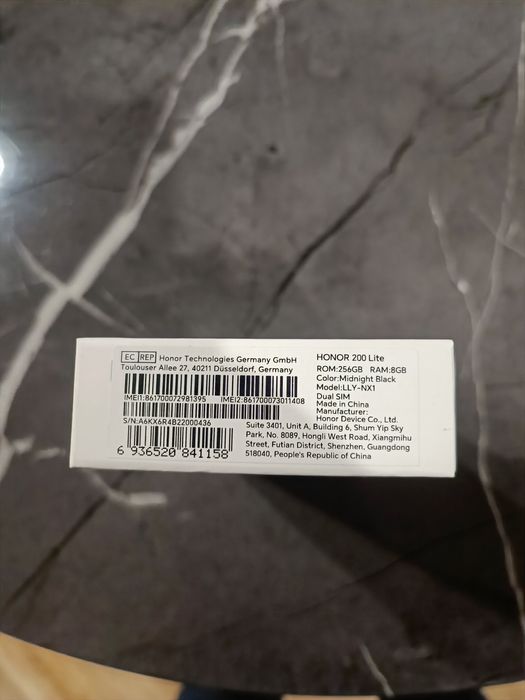 EC REP Honor Technologies Germany GmbH
Toulouser Allee 27, 40211 Düsseldorf, Germany
IMEI1:861700072981395 IMEI2:861700073011408
S/N:A6KX6R4B22000436
6 936520 841158
HONOR 200 Lite
ROM:256GB RAM:8GB
Color:Midnight Black
Model:LLY-NX1
Dual SIM
Made in China
Manufacturer:
Honor Device Co., Ltd.
Suite 3401, Unit A, Building 6, Shum Yip Sky
Park, No. 8089, Hongli West Road, Xiangmihu
Street, Futian District, Shenzhen, Guangdong
518040, People's Republic of China